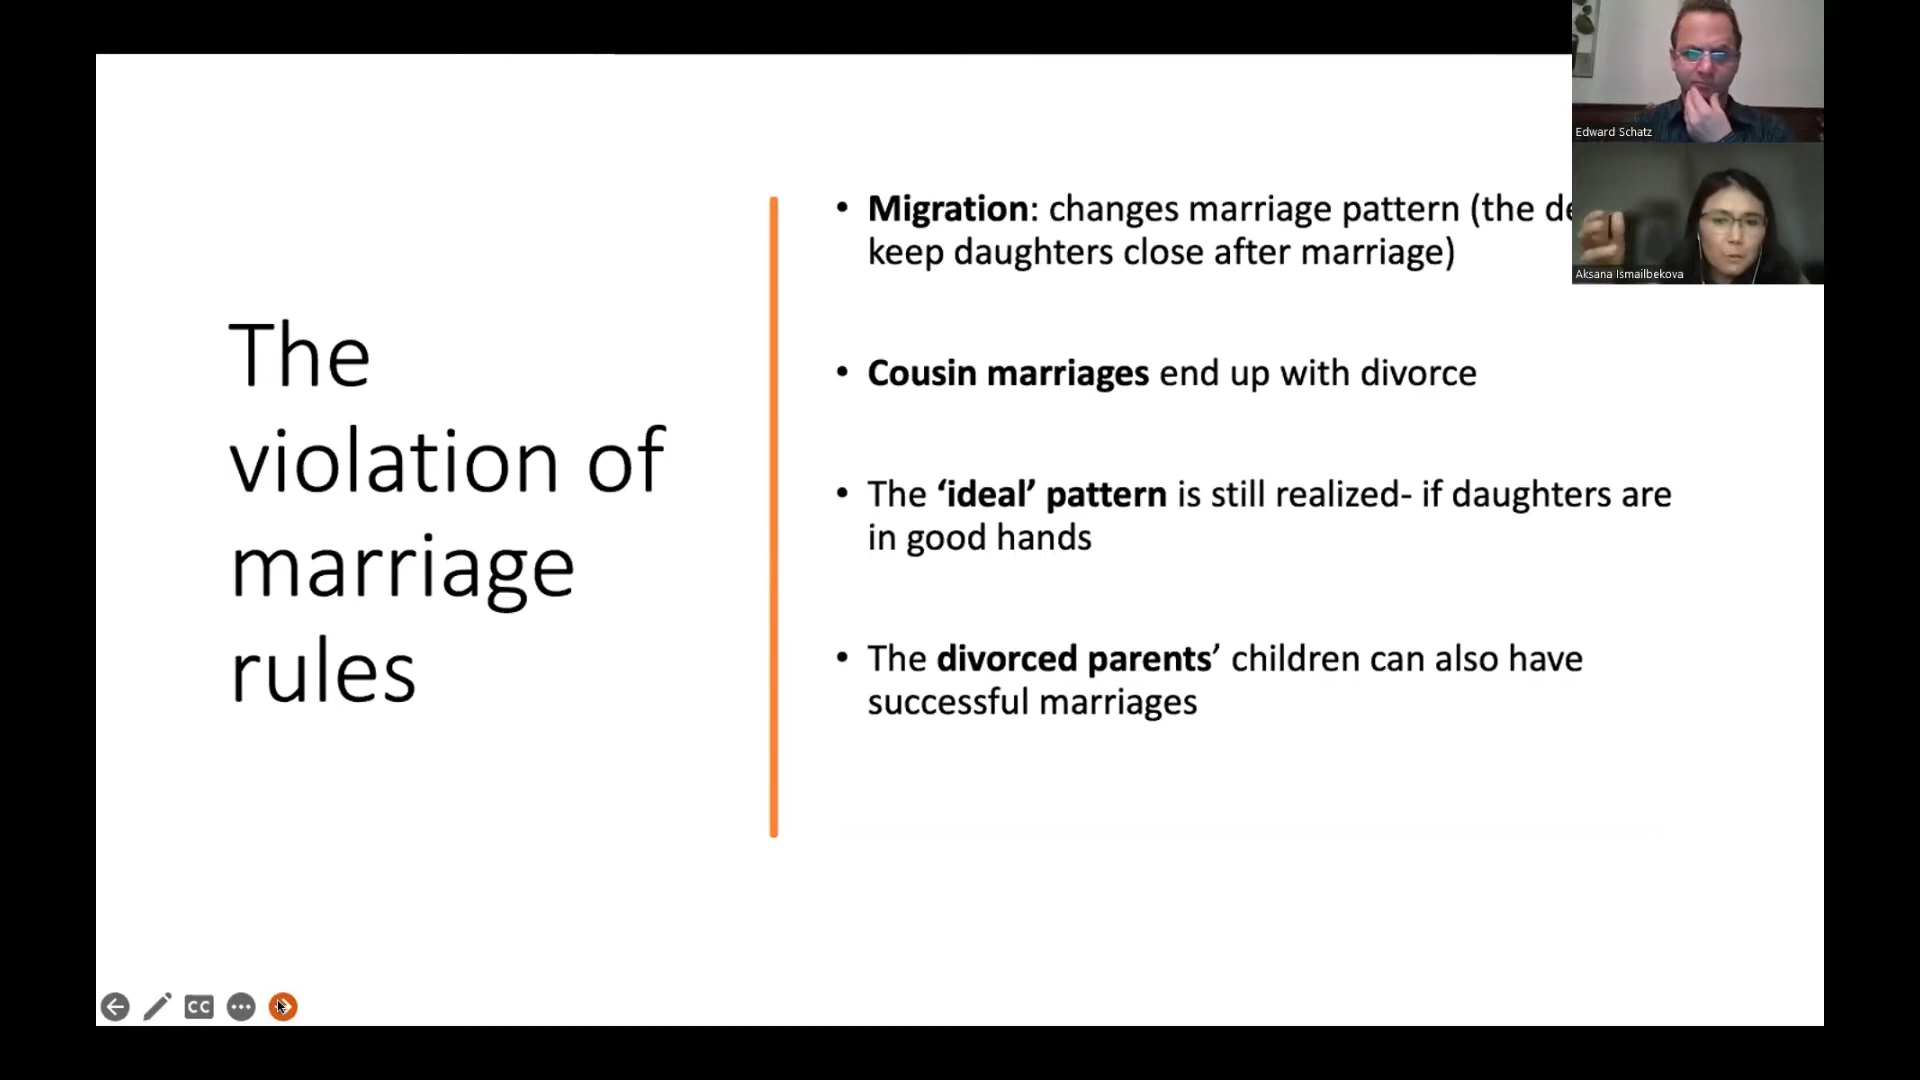 The
violation of
marriage
rules
• Migration: changes marriage pattern (the
keep daughters close after marriage)
• Cousin marriages end up with divorce
• The ‘ideal’ pattern is still realized- if daughters are
in good hands
• The divorced parents’ children can also have
successful marriages
Edward Schatz
Aksana Ismailbekova
CC